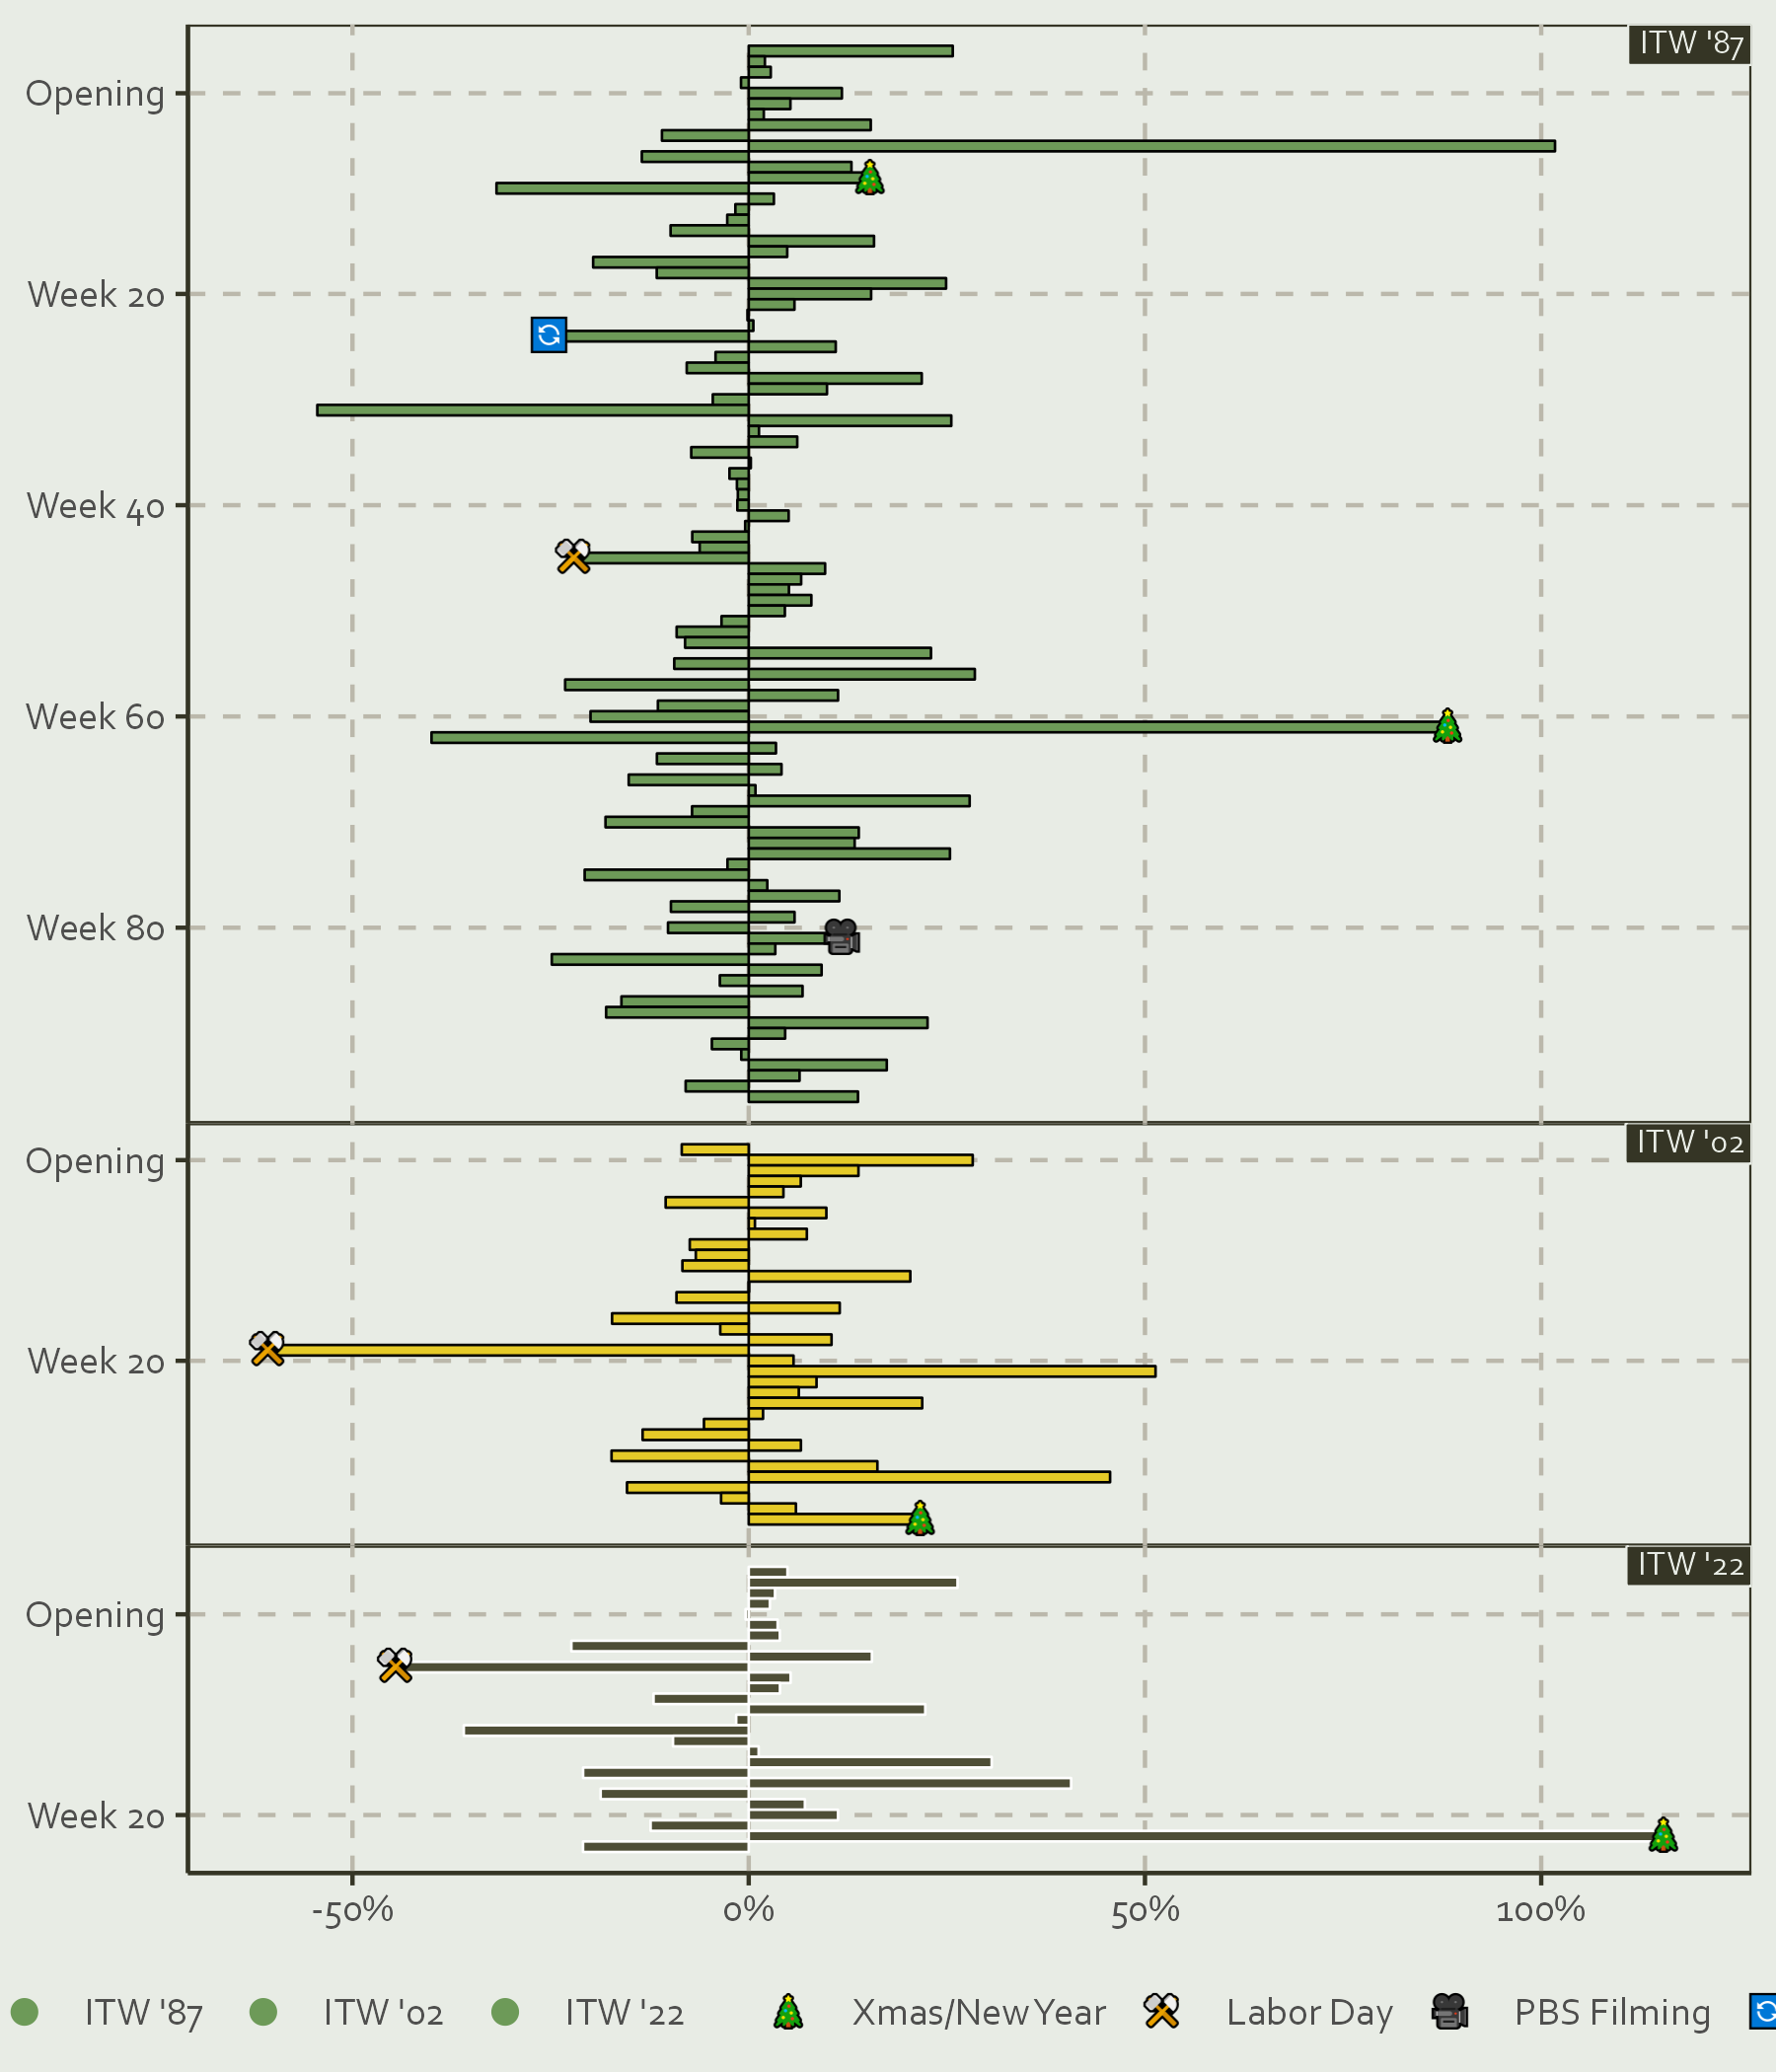 ITW '87
Opening
Week 20
Week 40
Week 60
Week 80
ITW '02
Opening
Week 20
ITW '22
Opening
Week 20
-50% 0% 50% 100%
ITW '87 ITW '02 ITW '22 Xmas/New Year Labor Day PBS Filming